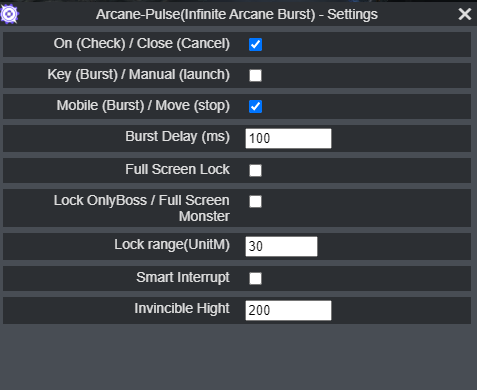 Arcane-Pulse(Infinite Arcane Burst) - Settings
On (Check) / Close (Cancel)
Key (Burst) / Manual (launch)
Mobile (Burst) / Move (stop)
Burst Delay (ms) 100
Full Screen Lock
Lock OnlyBoss / Full Screen
Monster
Lock range(UnitM) 30
Smart Interrupt
Invincible Hight 200